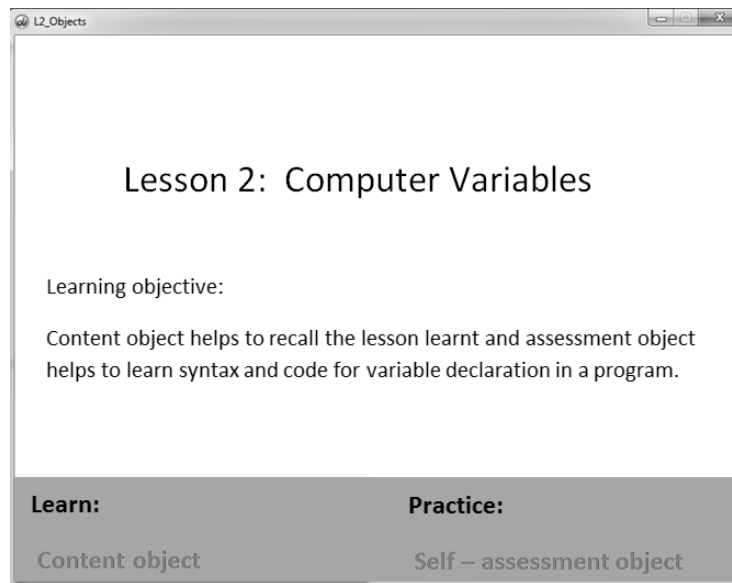 L2_Objects
Lesson 2: Computer Variables
Learning objective:
Content object helps to recall the lesson learnt and assessment object
helps to learn syntax and code for variable declaration in a program.
Learn:
Practice:
Content object
Self – assessment object